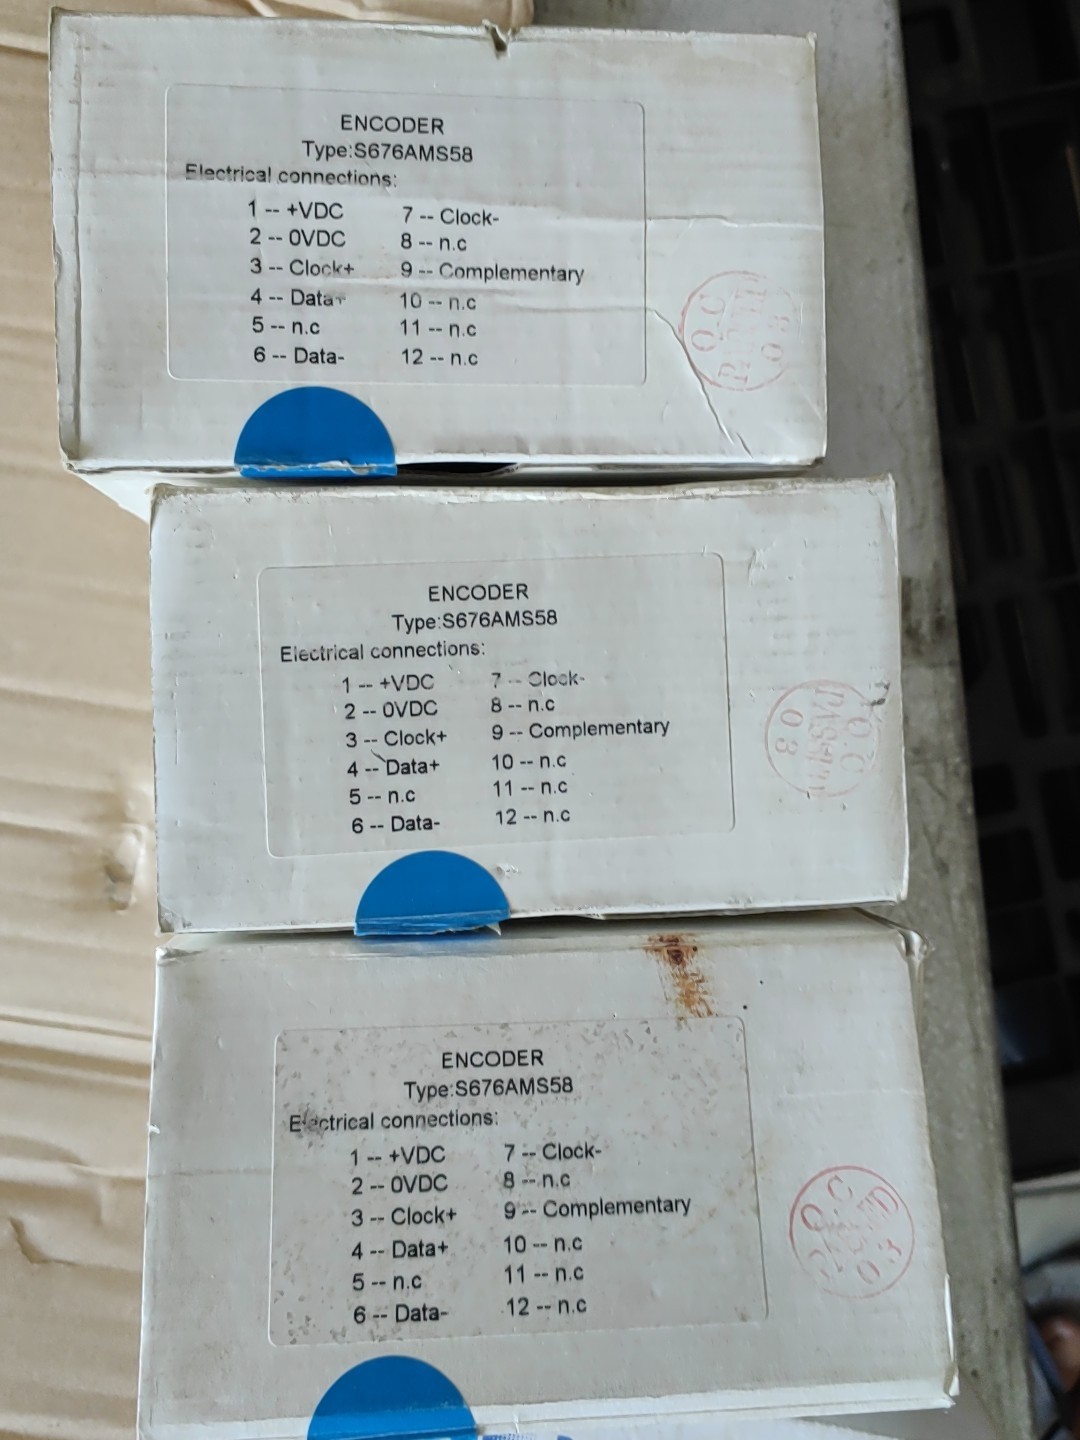 ENCODER
Type:S676AMS58
Electrical connections:
1 -- +VDC 7 -- Clock-
2 -- 0VDC 8 -- n.c
3 -- Clock+ 9 -- Complementary
4 -- Data+ 10 -- n.c
5 -- n.c 11 -- n.c
6 -- Data- 12 -- n.c
Q.C
03
ENCODER
Type:S676AMS58
Electrical connections:
1 -- +VDC 7 -- Clock-
2 -- 0VDC 8 -- n.c
3 -- Clock+ 9 -- Complementary
4 -- Data+ 10 -- n.c
5 -- n.c 11 -- n.c
6 -- Data- 12 -- n.c
Q.C
PASSED
03
ENCODER
Type:S676AMS58
Electrical connections:
1 -- +VDC 7 -- Clock-
2 -- 0VDC 8 -- n.c
3 -- Clock+ 9 -- Complementary
4 -- Data+ 10 -- n.c
5 -- n.c 11 -- n.c
6 -- Data- 12 -- n.c